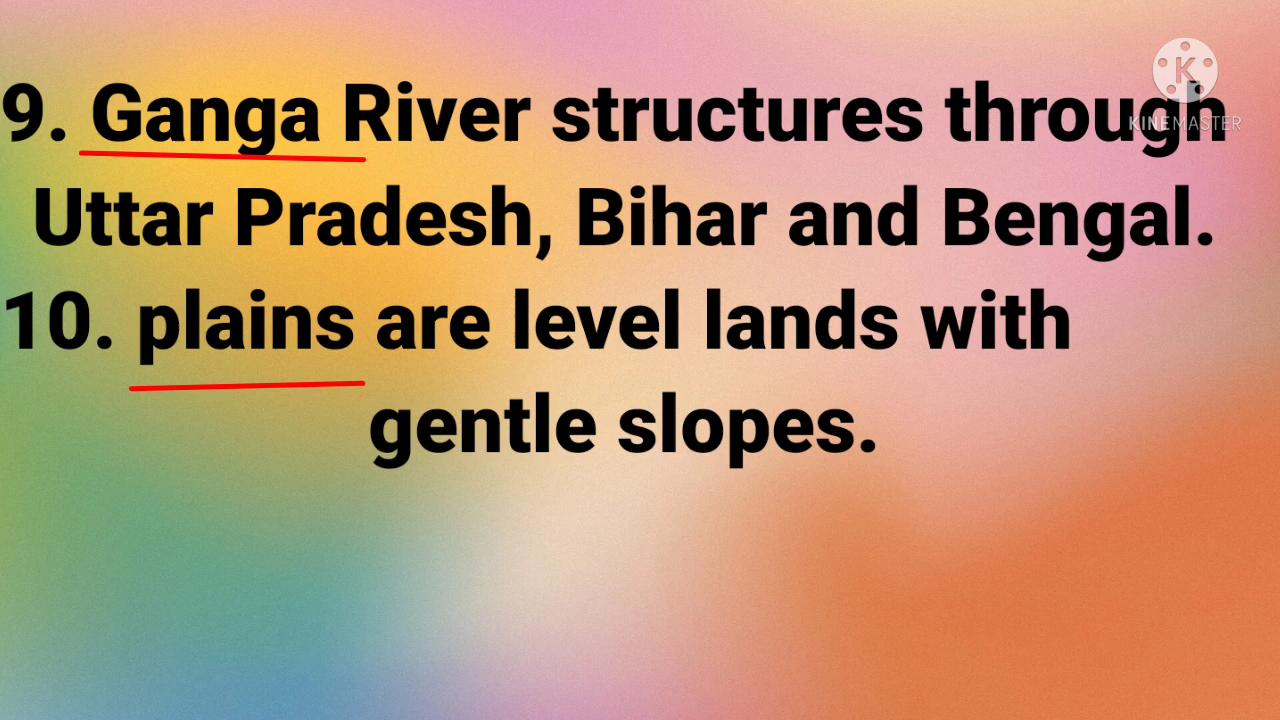 9. Ganga River structures through
Uttar Pradesh, Bihar and Bengal.
10. plains are level lands with
gentle slopes.
K
KINEMASTER